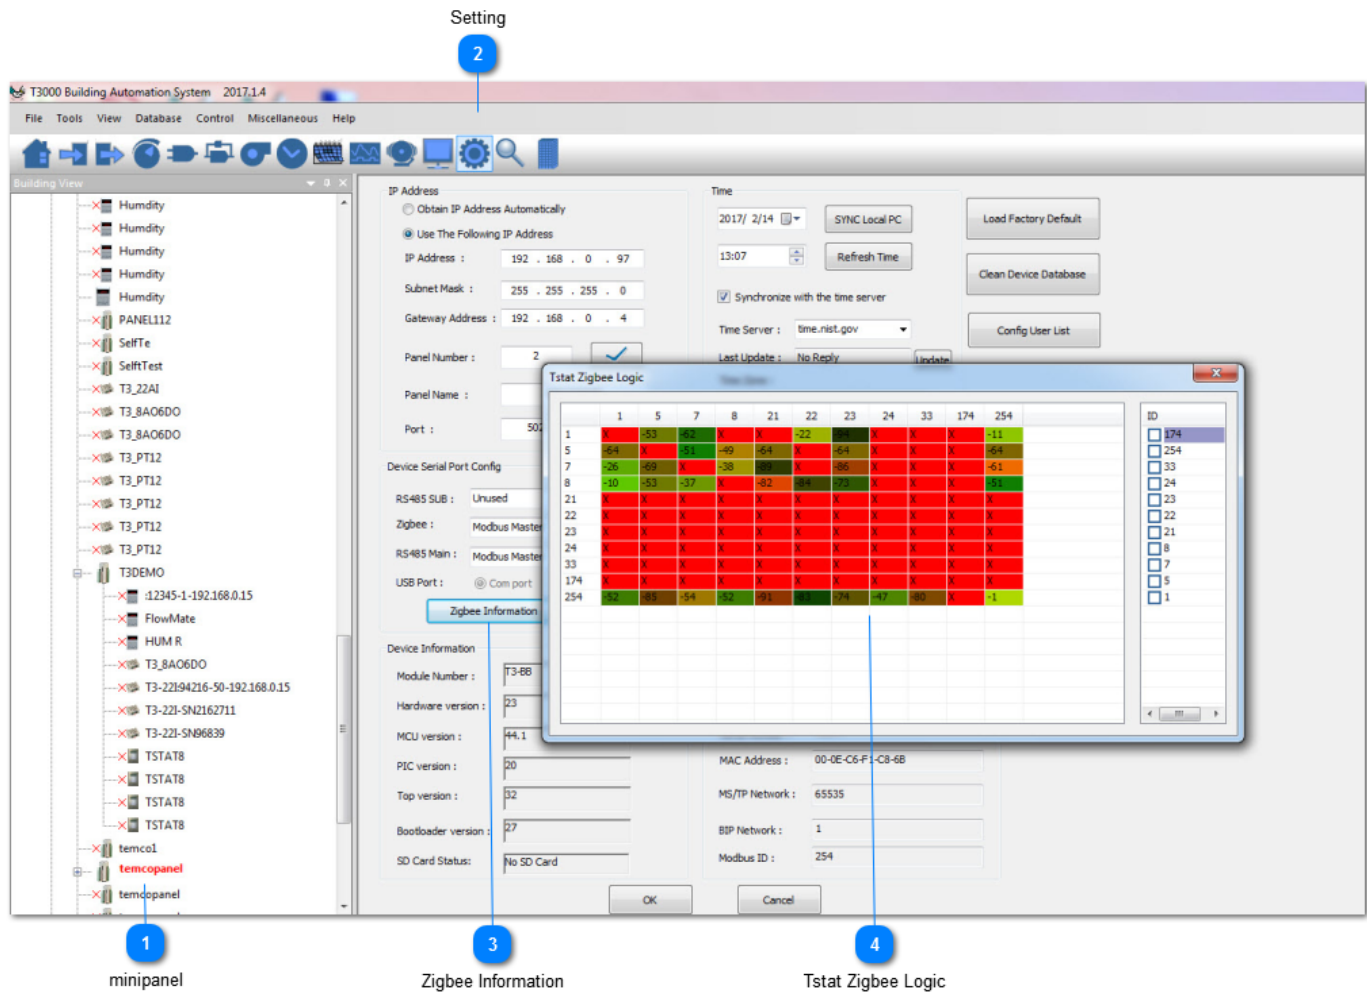 Setting
2
T3000 Building Automation System 2017.1.4
File Tools View Database Control Miscellaneous Help
Building View
Humdity
Humdity
Humdity
Humdity
Humdity
PANEL112
SelfTe
SelftTest
T3_22AI
T3_8AO6DO
T3_8AO6DO
T3_PT12
T3_PT12
T3_PT12
T3_PT12
T3_PT12
T3DEMO
:12345-1-192.168.0.15
FlowMate
HUM R
T3_8AO6DO
T3-22I:94216-50-192.168.0.15
T3-22I-SN2162711
T3-22I-SN96839
TSTAT8
TSTAT8
TSTAT8
TSTAT8
temco1
temcopanel
temcopanel
IP Address
Obtain IP Address Automatically
Use The Following IP Address
IP Address : 192 . 168 . 0 . 97
Subnet Mask : 255 . 255 . 255 . 0
Gateway Address : 192 . 168 . 0 . 4
Panel Number : 2
Panel Name :
Port : 502
Device Serial Port Config
RS485 SUB : Unused
Zigbee : Modbus Master
RS485 Main : Modbus Master
USB Port : Com port
Zigbee Information
Device Information
Module Number : T3-BB
Hardware version : 23
MCU version : 44.1
PIC version : 20
Top version : 32
Bootloader version : 27
SD Card Status: No SD Card
Time
2017/ 2/14 SYNC Local PC
13:07 Refresh Time
Synchronize with the time server
Time Server : time.nist.gov
Last Update : No Reply Update
Time Zone :
Load Factory Default
Clean Device Database
Config User List
Tstat Zigbee Logic
1 5 7 8 21 22 23 24 33 174 254
1 X -53 -62 X X -22 -94 X X X -11
5 -64 X -51 -49 -64 X -64 X X X -64
7 -26 -69 X -38 -89 X -86 X X X -61
8 -10 -53 -37 X -82 -84 -73 X X X -51
21 X X X X X X X X X X X
22 X X X X X X X X X X X
23 X X X X X X X X X X X
24 X X X X X X X X X X X
33 X X X X X X X X X X X
174 X X X X X X X X X X X
254 -52 -85 -54 -52 -91 -83 -74 -47 -80 X -1
ID
174
254
33
24
23
22
21
8
7
5
1
MAC Address : 00-0E-C6-F1-C8-6B
MS/TP Network : 65535
BIP Network : 1
Modbus ID : 254
OK Cancel
1
minipanel
3
Zigbee Information
4
Tstat Zigbee Logic